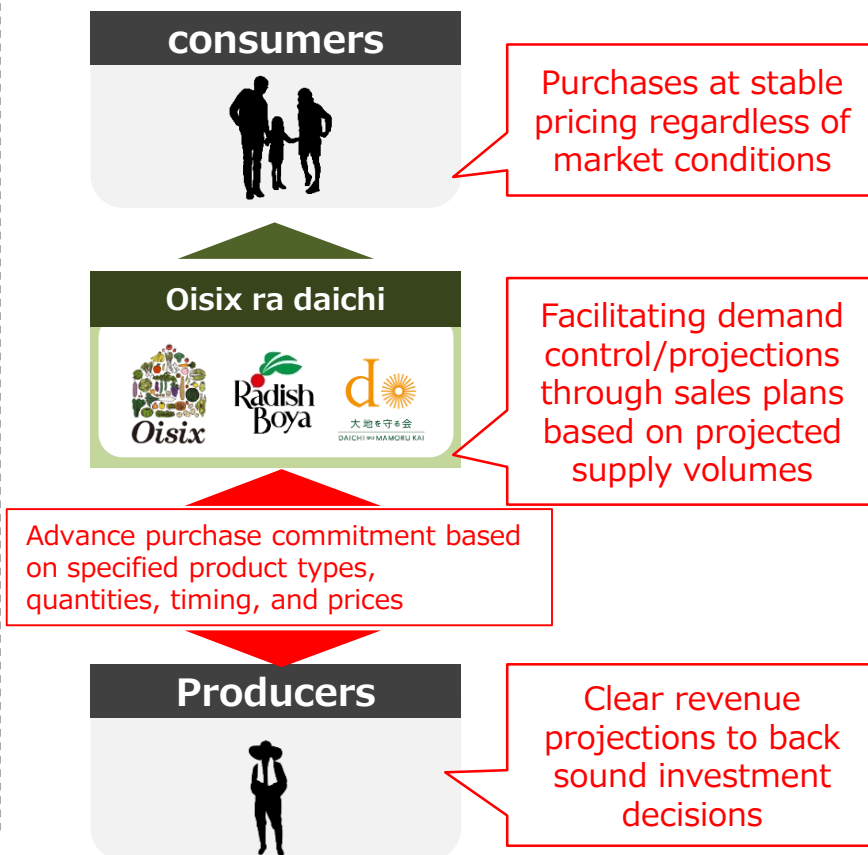 consumers
Purchases at stable
pricing regardless of
market conditions
Oisix ra daichi
Oisix
Radish
Boya
大地を守る会
DAICHI WO MAMORU KAI
Facilitating demand
control/projections
through sales plans
based on projected
supply volumes
Advance purchase commitment based
on specified product types,
quantities, timing, and prices
Producers
Clear revenue
projections to back
sound investment
decisions